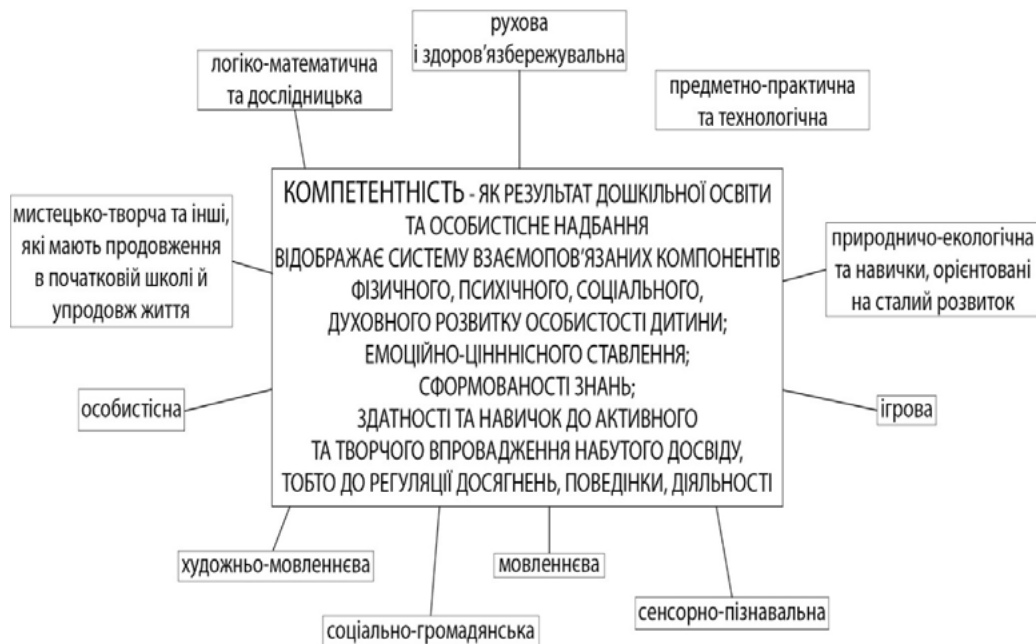 рухова
і здоров'язбережувальна
логіко-математична
та дослідницька
предметно-практична
та технологічна
КОМПЕТЕНТНІСТЬ - ЯК РЕЗУЛЬТАТ ДОШКІЛЬНОЇ ОСВІТИ
ТА ОСОБИСТІСНЕ НАДБАННЯ
ВІДОБРАЖАЄ СИСТЕМУ ВЗАЄМОПОВ'ЯЗАНИХ КОМПОНЕНТІВ
ФІЗИЧНОГО, ПСИХІЧНОГО, СОЦІАЛЬНОГО,
ДУХОВНОГО РОЗВИТКУ ОСОБИСТОСТІ ДИТИНИ;
ЕМОЦІЙНО-ЦІНННІСНОГО СТАВЛЕННЯ;
СФОРМОВАНОСТІ ЗНАНЬ;
ЗДАТНОСТІ ТА НАВИЧОК ДО АКТИВНОГО
ТА ТВОРЧОГО ВПРОВАДЖЕННЯ НАБУТОГО ДОСВІДУ,
ТОБТО ДО РЕГУЛЯЦІЇ ДОСЯГНЕНЬ, ПОВЕДІНКИ, ДІЯЛЬНОСТІ
мистецько-творча та інші,
які мають продовження
в початковій школі й
упродовж життя
природничо-екологічна
та навички, орієнтовані
на сталий розвиток
особистісна
ігрова
художньо-мовленнєва
мовленнєва
соціально-громадянська
сенсорно-пізнавальна